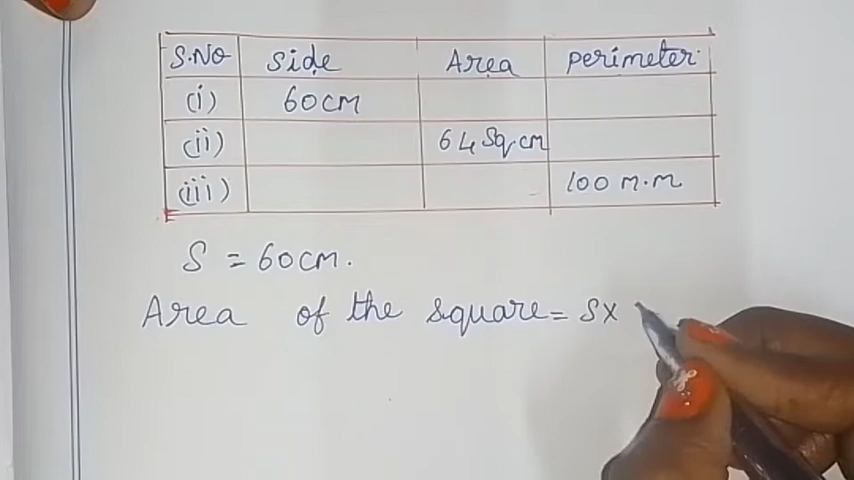 S.No Side Area Perimeter
(i) 60cm
(ii) 64 Sq.cm
(iii) 100 m.m
S = 60cm.
Area of the square = S×